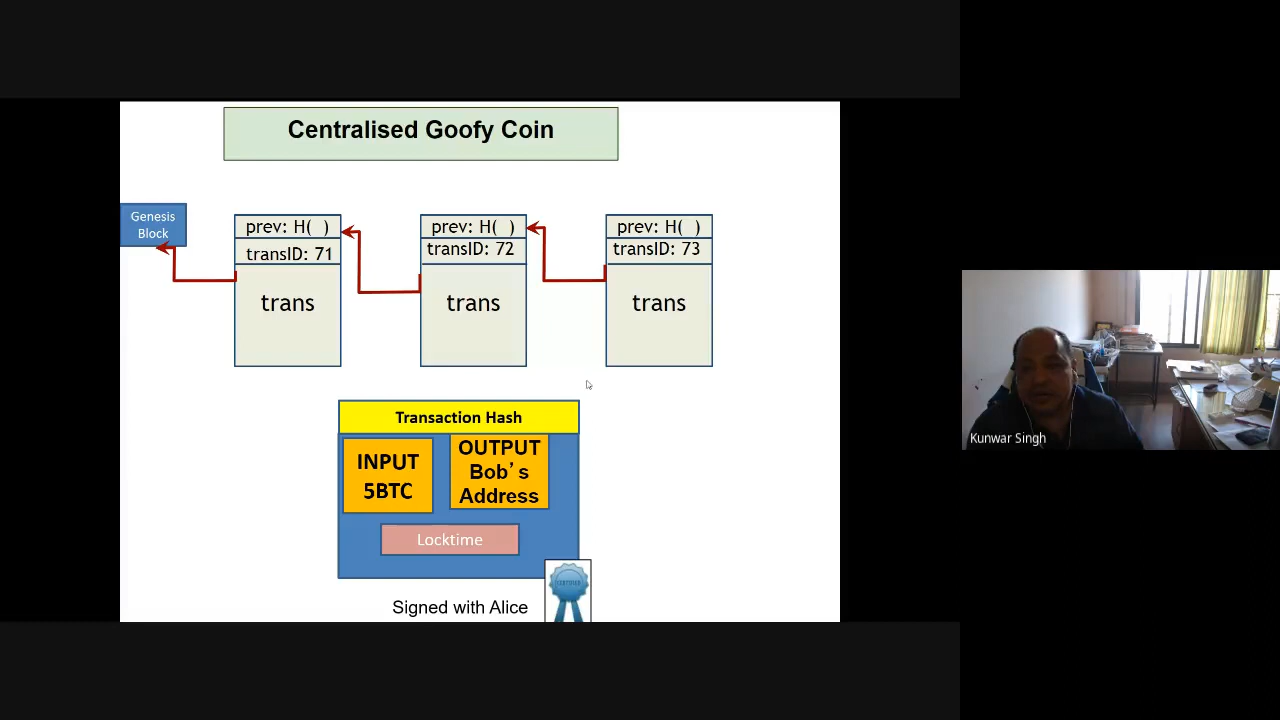 Centralised Goofy Coin
Genesis
Block
prev: H( )
transID: 71
trans
prev: H( )
transID: 72
trans
prev: H( )
transID: 73
trans
Transaction Hash
INPUT
5BTC
OUTPUT
Bob's
Address
Locktime
Signed with Alice
Kunwar Singh